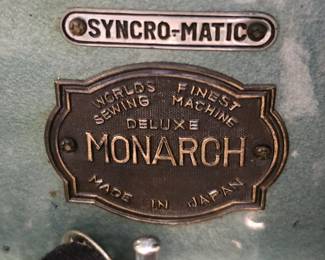 SYNCRO-MATIC
WORLDS FINEST
SEWING MACHINE
DELUXE
MONARCH
MADE IN JAPAN